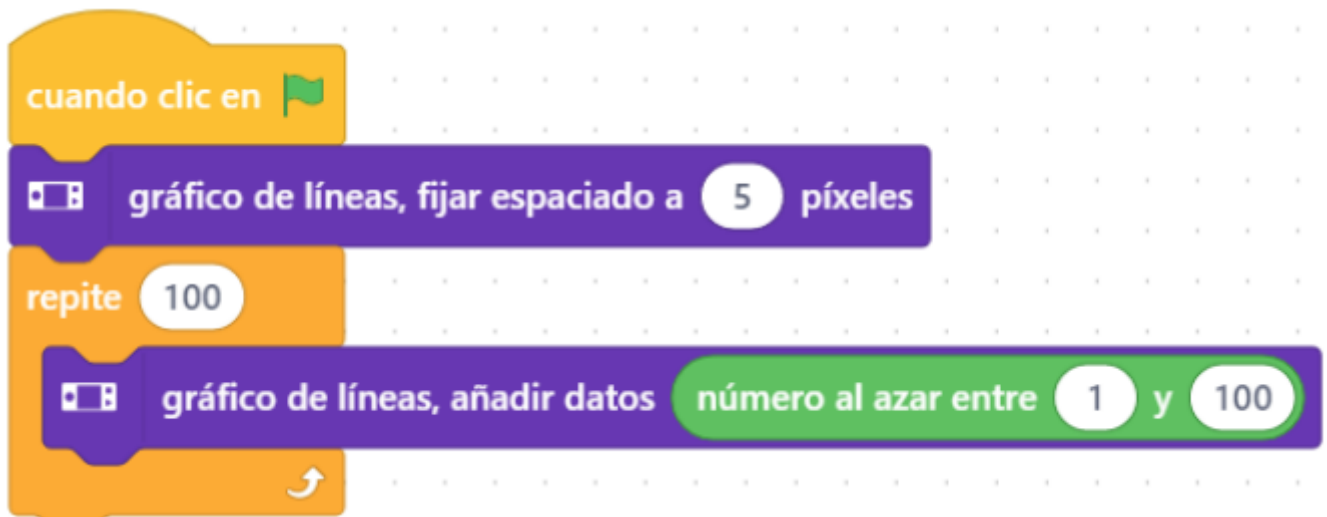 cuando clic en
gráfico de líneas, fijar espaciado a 5 píxeles
repite 100
gráfico de líneas, añadir datos número al azar entre 1 y 100